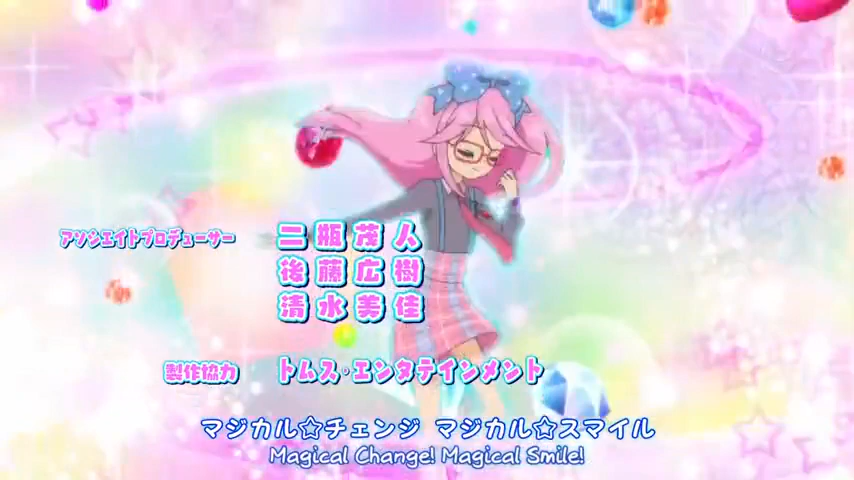 アソシエイトプロデューサー
二瓶茂人
後藤広樹
清水美佳
製作協力
トムス・エンタテインメント
マジカル☆チェンジ マジカル☆スマイル
Magical Change! Magical Smile!